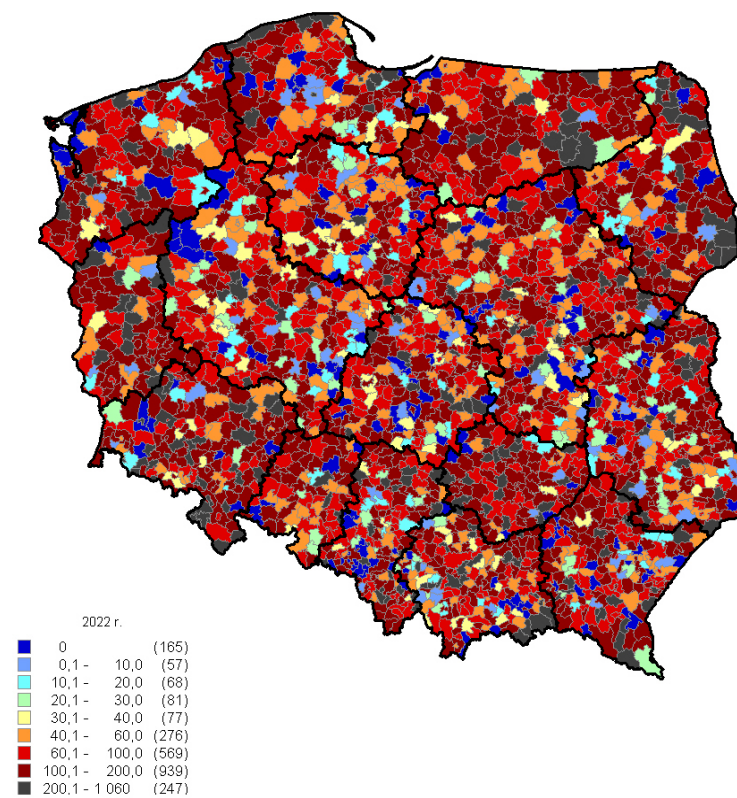 2022 r.
0 (165)
0,1 - 10,0 (57)
10,1 - 20,0 (68)
20,1 - 30,0 (81)
30,1 - 40,0 (77)
40,1 - 60,0 (276)
60,1 - 100,0 (569)
100,1 - 200,0 (939)
200,1 - 1 060 (247)